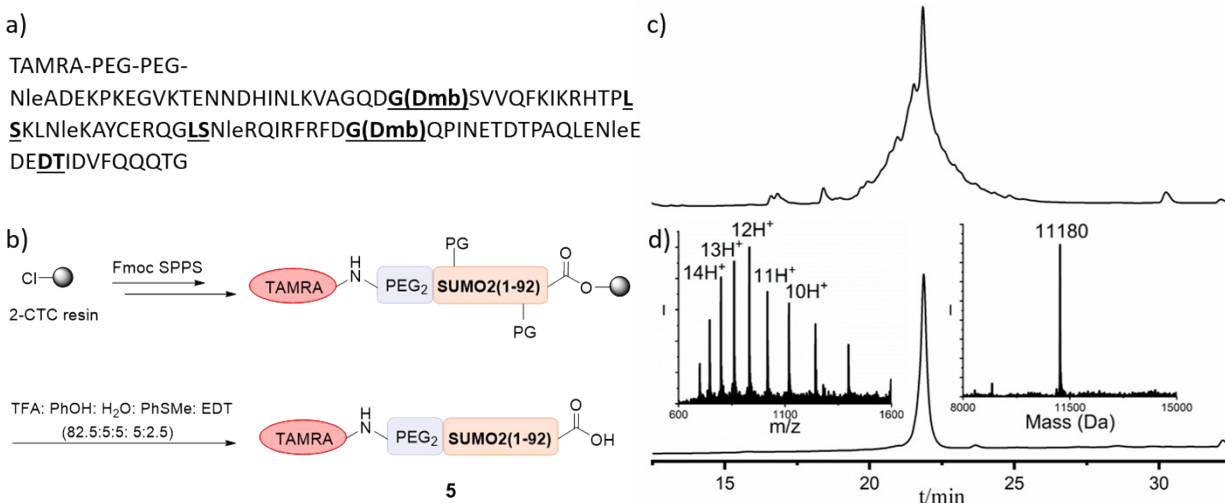 a)
TAMRA-PEG-PEG-
NleADEKPKEGVKTENNDHINLKVAGQDG(Dmb)SVVQFKIKRHTPL
SKLNleKAYCERQGLSNleRQIRFRFDG(Dmb)QPINETDTPAQLENleE
DEDTIDVFQQQTG
b)
Cl
2-CTC resin
Fmoc SPPS
TAMRA
H
N
PEG2
PG
SUMO2(1-92)
PG
O
O
TFA: PhOH: H2O: PhSMe: EDT
(82.5:5:5: 5:2.5)
TAMRA
H
N
PEG2
SUMO2(1-92)
O
OH
5
c)
d)
14H+
13H+
12H+
11H+
10H+
I
600
1100
1600
m/z
11180
I
8000
11500
15000
Mass (Da)
15
20
25
30
t/min